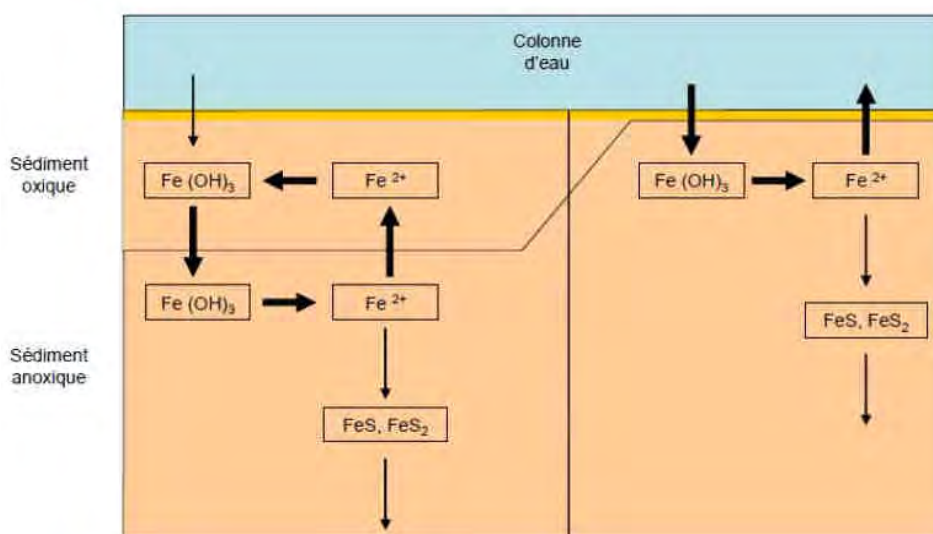 Colonne
d'eau
Sédiment
oxique
Fe (OH)₃
Fe ²⁺
Fe (OH)₃
Fe ²⁺
Fe (OH)₃
Fe ²⁺
FeS, FeS₂
Sédiment
anoxique
FeS, FeS₂